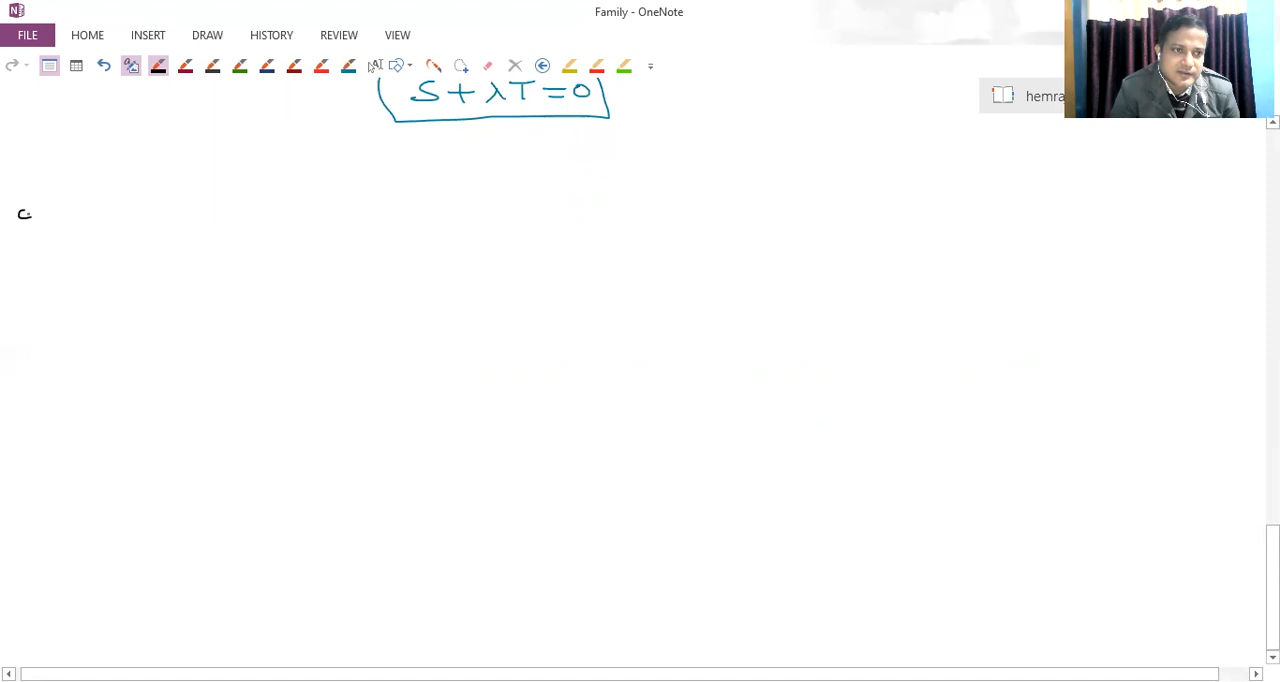 Family - OneNote
FILE HOME INSERT DRAW HISTORY REVIEW VIEW
S + λT = 0
hemra